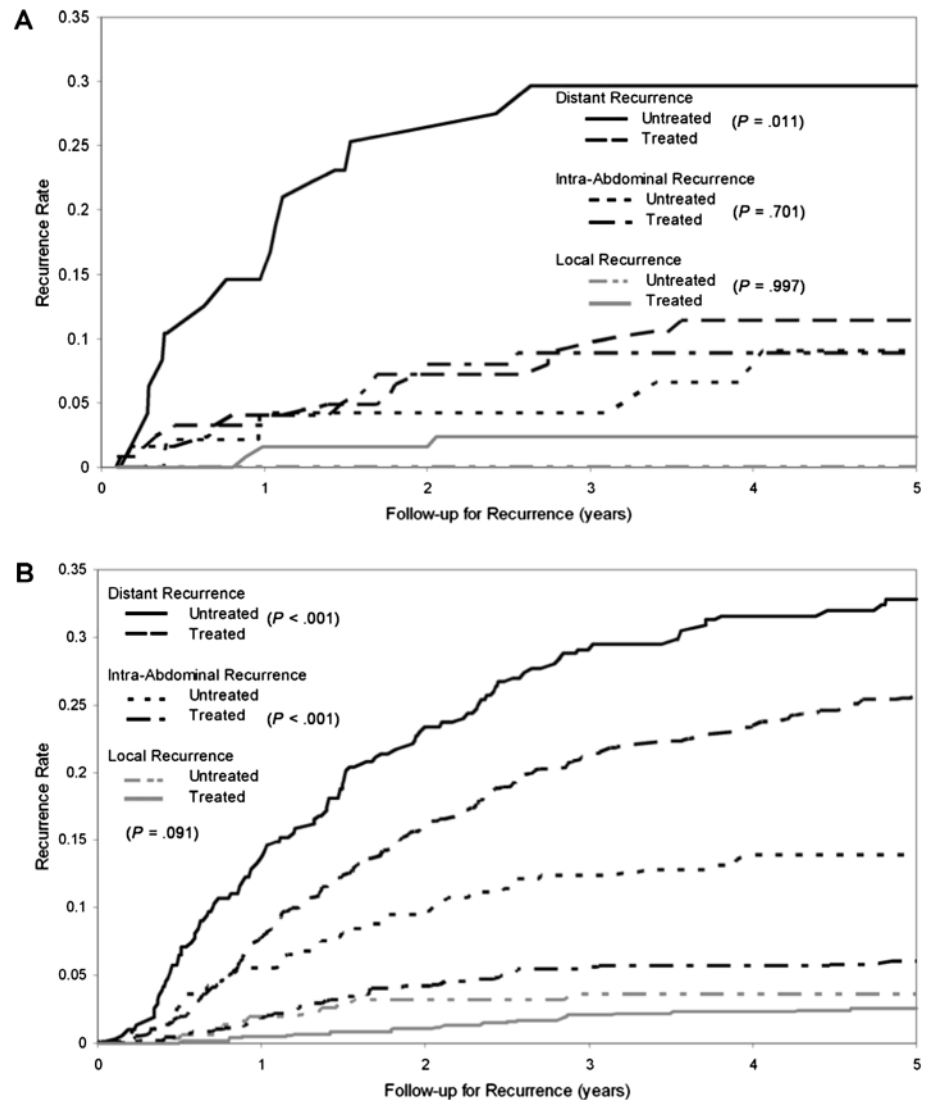 A
0.35
0.3
0.25
0.2
0.15
0.1
0.05
0
Recurrence Rate
Distant Recurrence
Untreated (P = .011)
Treated
Intra-Abdominal Recurrence
Untreated (P = .701)
Treated
Local Recurrence
Untreated (P = .997)
Treated
0 1 2 3 4 5
Follow-up for Recurrence (years)
B
0.35
0.3
0.25
0.2
0.15
0.1
0.05
0
Recurrence Rate
Distant Recurrence
Untreated (P < .001)
Treated
Intra-Abdominal Recurrence
Untreated
Treated (P < .001)
Local Recurrence
Untreated
Treated
(P = .091)
0 1 2 3 4 5
Follow-up for Recurrence (years)